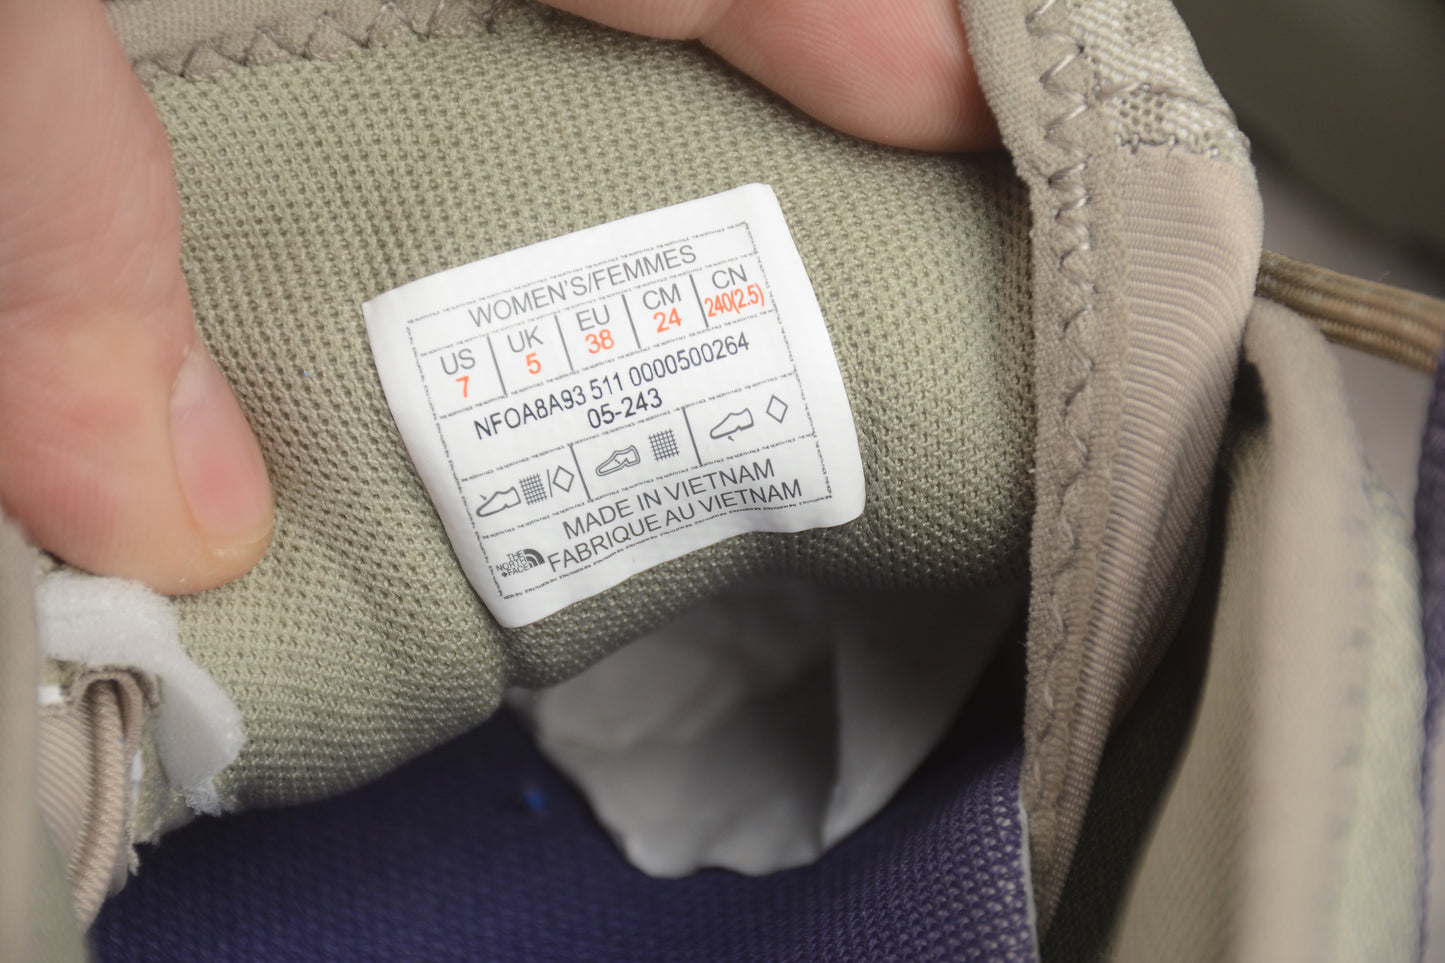 WOMEN'S/FEMMES
US UK EU CM CN
7 5 38 24 240(2.5)
NFOA8A93 511 0000500264
05-243
MADE IN VIETNAM
FABRIQUE AU VIETNAM
THE
NORTH
FACE